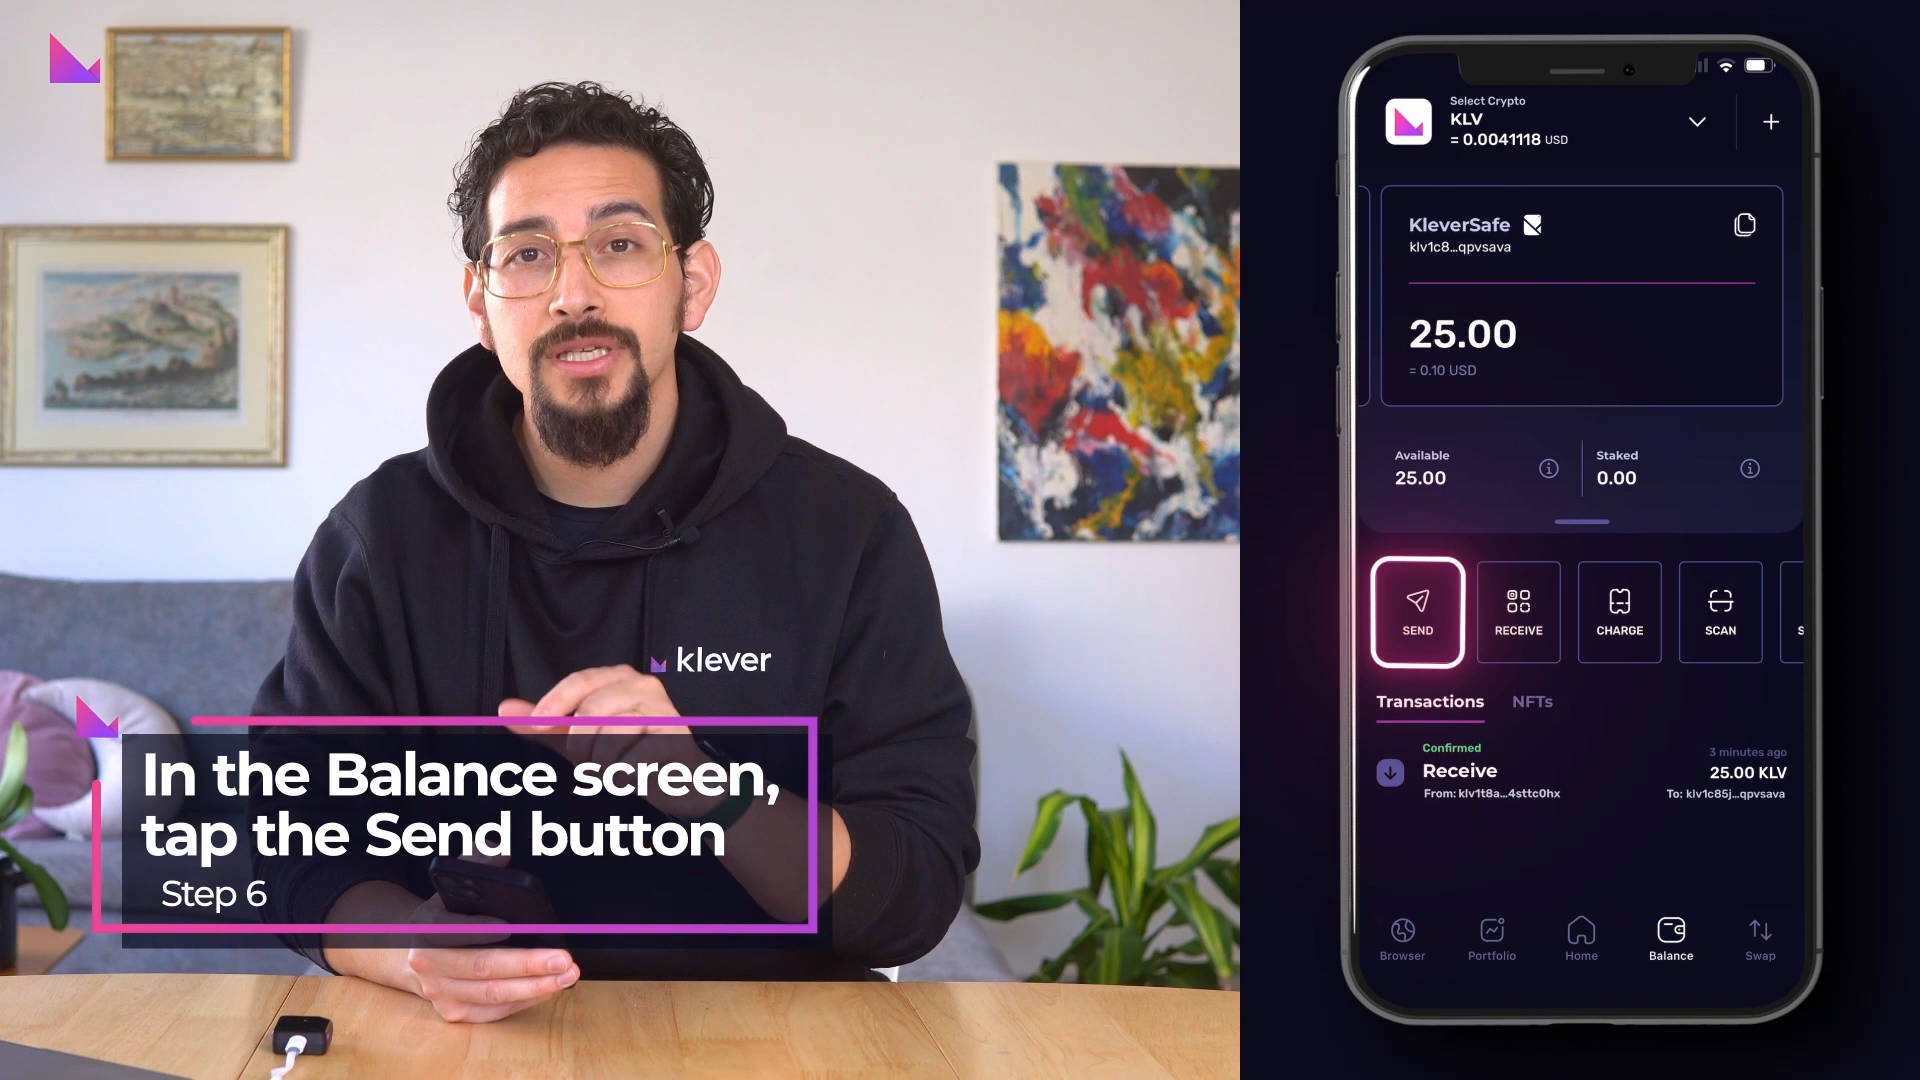 klever
In the Balance screen,
tap the Send button
Step 6
Select Crypto
KLV
= 0.0041118 USD
KleverSafe
klv1c8...qpvsava
25.00
= 0.10 USD
Available
25.00
Staked
0.00
SEND
RECEIVE
CHARGE
SCAN
S
Transactions
NFTs
Confirmed
3 minutes ago
Receive
25.00 KLV
From: klv1t8a...4sttc0hx
To: klv1c85j...qpvsava
Browser
Portfolio
Home
Balance
Swap